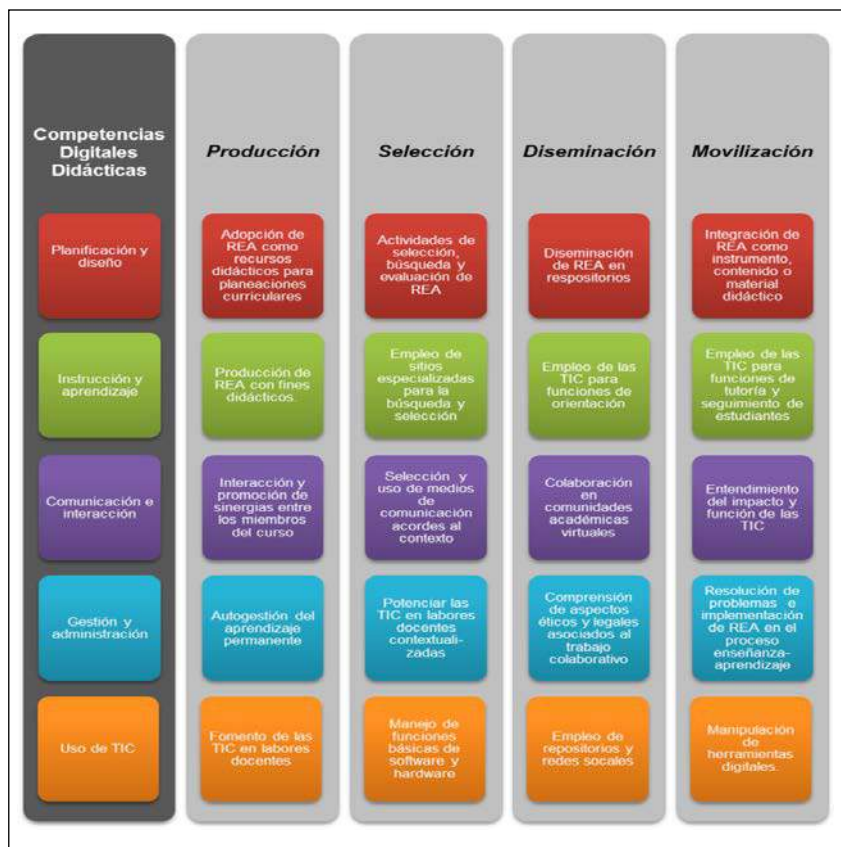 Competencias
Digitales
Didácticas
Producción
Selección
Diseminación
Movilización
Planificación y
diseño
Adopción de
REA como
recursos
didácticos para
planeaciones
curriculares
Actividades de
selección,
búsqueda y
evaluación de
REA
Diseminación
de REA en
respositorios
Integración de
REA como
instrumento,
contenido o
material
didáctico
Instrucción y
aprendizaje
Producción de
REA con fines
didácticos.
Empleo de
sitios
especializadas
para la
búsqueda y
selección
Empleo de las
TIC para
funciones de
orientación
Empleo de las
TIC para
funciones de
tutoría y
seguimiento de
estudiantes
Comunicación e
interacción
Interacción y
promoción de
sinergias entre
los miembros
del curso
Selección y
uso de medios
de
comunicación
acordes al
contexto
Colaboración
en
comunidades
académicas
virtuales
Entendimiento
del impacto y
función de las
TIC
Gestión y
administración
Autogestión del
aprendizaje
permanente
Potenciar las
TIC en labores
docentes
contextuali-
zadas
Comprensión
de aspectos
éticos y legales
asociados al
trabajo
colaborativo
Resolución de
problemas e
implementación
de REA en el
proceso
enseñanza-
aprendizaje
Uso de TIC
Fomento de las
TIC en labores
docentes
Manejo de
funciones
básicas de
software y
hardware
Empleo de
repositorios y
redes socales
Manipulación
de
herramientas
digitales.